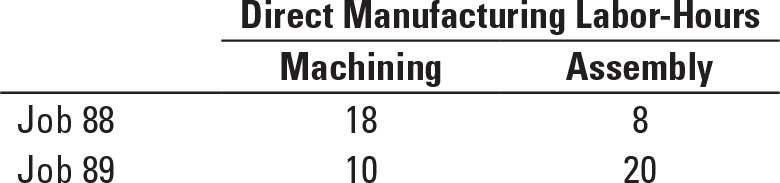 Direct Manufacturing Labor-Hours
Machining Assembly
Job 88 18 8
Job 89 10 20